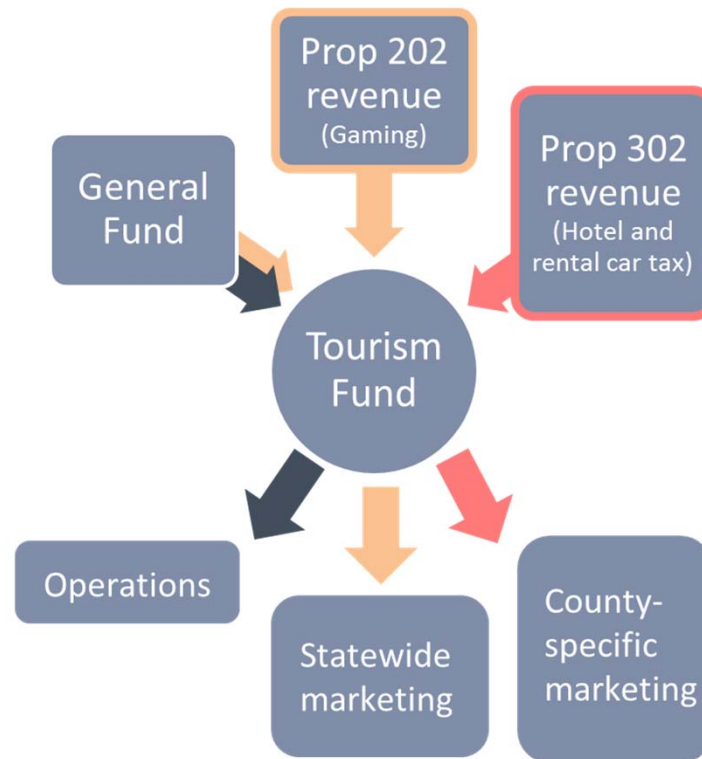 Prop 202
revenue
(Gaming)
Prop 302
revenue
(Hotel and
rental car tax)
General
Fund
Tourism
Fund
Operations
Statewide
marketing
County-
specific
marketing